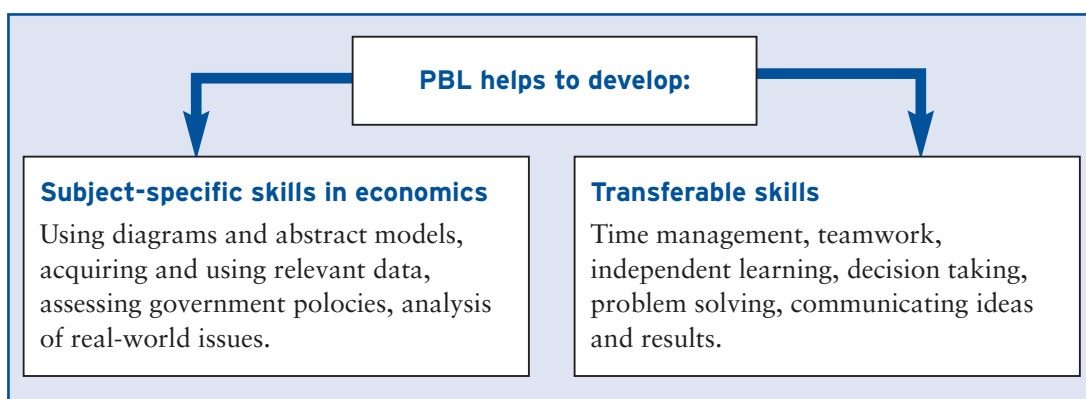 PBL helps to develop:
Subject-specific skills in economics
Using diagrams and abstract models,
acquiring and using relevant data,
assessing government polocies, analysis
of real-world issues.
Transferable skills
Time management, teamwork,
independent learning, decision taking,
problem solving, communicating ideas
and results.